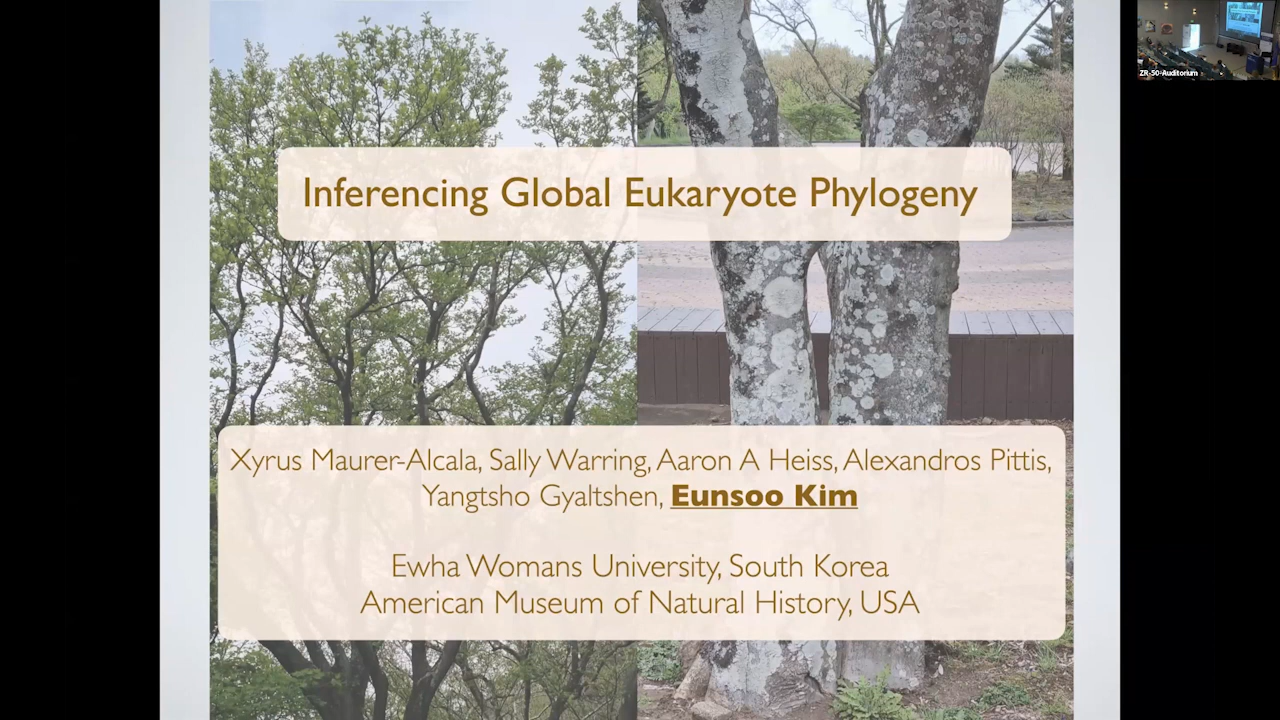 Inferencing Global Eukaryote Phylogeny
Xyrus Maurer-Alcala, Sally Warring, Aaron A Heiss, Alexandros Pittis,
Yangtsho Gyaltshen, Eunsoo Kim
Ewha Womans University, South Korea
American Museum of Natural History, USA
ZR-50-Auditorium